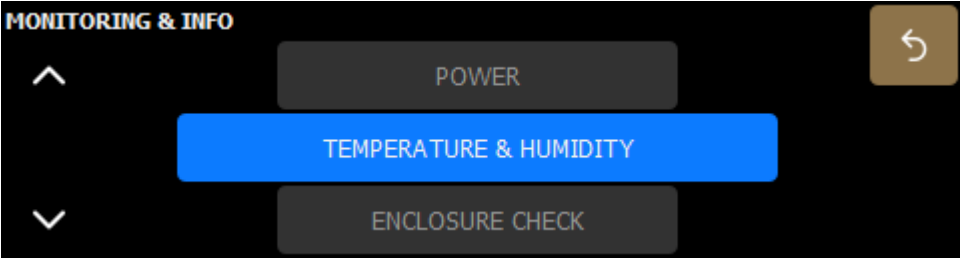 MONITORING & INFO
POWER
TEMPERATURE & HUMIDITY
ENCLOSURE CHECK